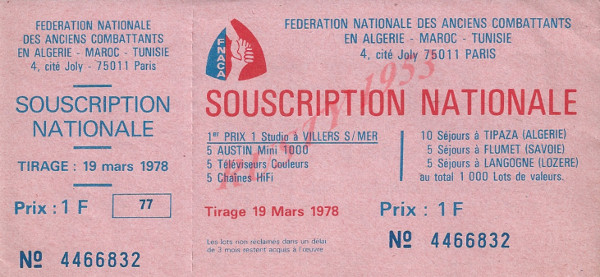 FEDERATION NATIONALE
DES ANCIENS COMBATTANTS
EN ALGERIE - MAROC - TUNISIE
4, cité Joly - 75011 Paris
SOUSCRIPTION
NATIONALE
TIRAGE : 19 mars 1978
Prix : 1 F
77
Nº 4466832
FEDERATION NATIONALE DES ANCIENS COMBATTANTS
EN ALGERIE - MAROC - TUNISIE
4, cité Joly 75011 PARIS
FNACA
SOUSCRIPTION NATIONALE
1er PRIX 1 Studio à VILLERS S/MER
5 AUSTIN Mini 1000
5 Téléviseurs Couleurs
5 Chaînes HiFi
10 Séjours à TIPAZA (ALGERIE)
5 Séjours à FLUMET (SAVOIE)
5 Séjours à LANGOGNE (LOZERE)
au total 1 000 Lots de valeurs.
Tirage 19 Mars 1978
Prix : 1 F
Les lots non réclamés dans un délai
de 3 mois restent acquis à l'œuvre
Nº 4466832
1953